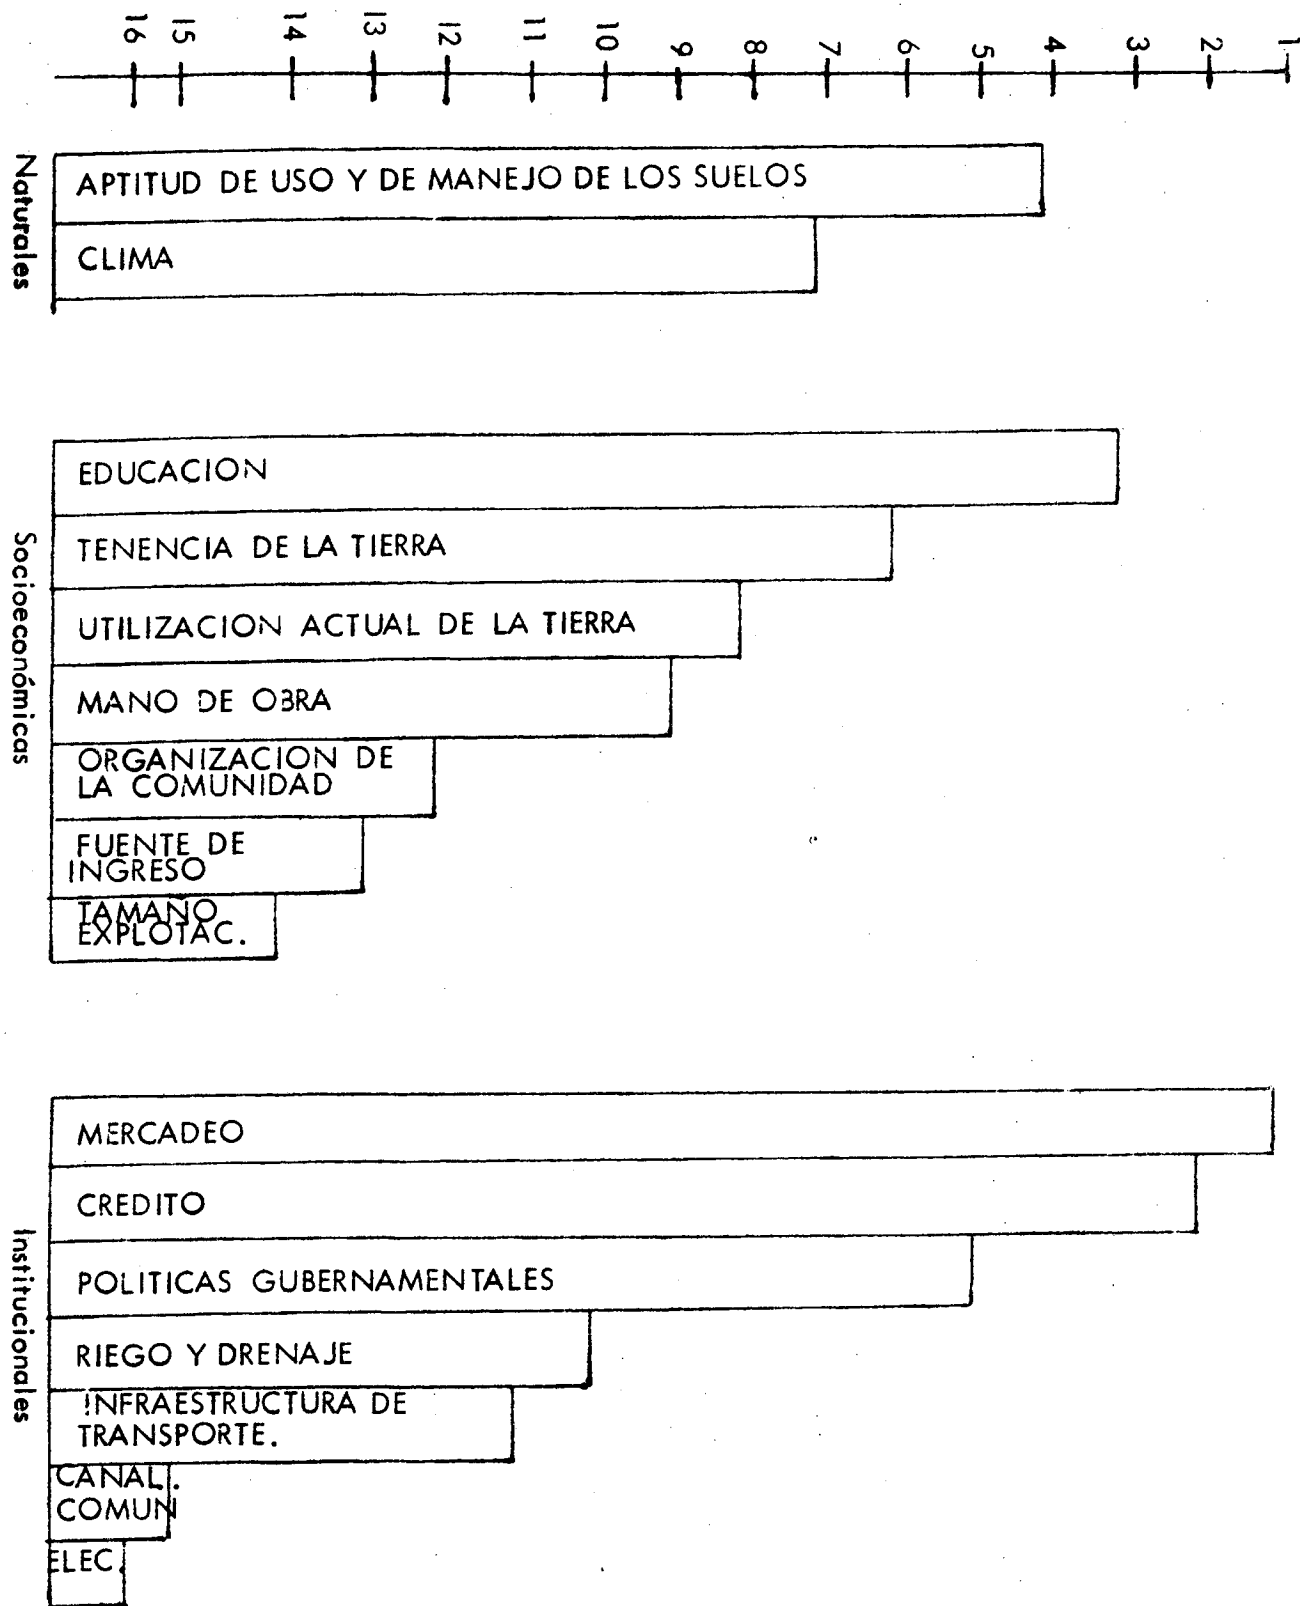 16 15 14 13 12 11 10 9 8 7 6 5 4 3 2 1
Naturales
APTITUD DE USO Y DE MANEJO DE LOS SUELOS
CLIMA
Socioeconómicas
EDUCACION
TENENCIA DE LA TIERRA
UTILIZACION ACTUAL DE LA TIERRA
MANO DE OBRA
ORGANIZACION DE
LA COMUNIDAD
FUENTE DE
INGRESO
TAMAÑO
EXPLOTAC.
Institucionales
MERCADEO
CREDITO
POLITICAS GUBERNAMENTALES
RIEGO Y DRENAJE
INFRAESTRUCTURA DE
TRANSPORTE.
CANAL.
COMUN
ELEC.